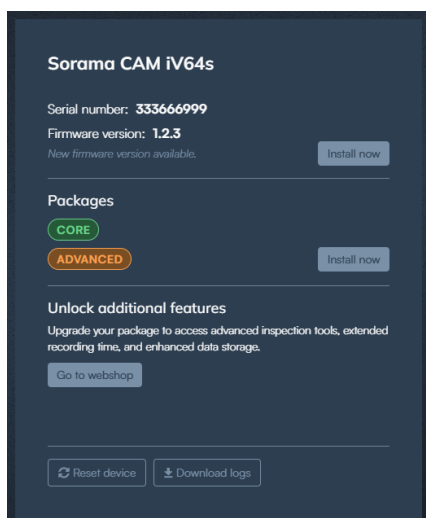 Sorama CAM iV64s
Serial number: 333666999
Firmware version: 1.2.3
New firmware version available.
Install now
Packages
CORE
ADVANCED
Install now
Unlock additional features
Upgrade your package to access advanced inspection tools, extended
recording time, and enhanced data storage.
Go to webshop
Reset device
Download logs